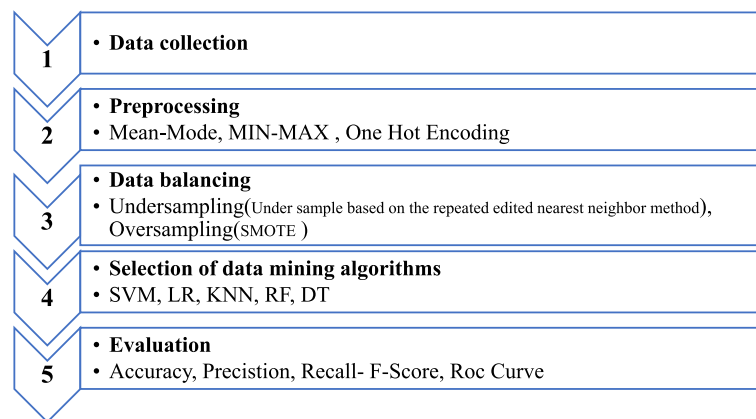 1
• Data collection
2
• Preprocessing
• Mean-Mode, MIN-MAX , One Hot Encoding
3
• Data balancing
• Undersampling(Under sample based on the repeated edited nearest neighbor method),
Oversampling(SMOTE )
4
• Selection of data mining algorithms
• SVM, LR, KNN, RF, DT
5
• Evaluation
• Accuracy, Precistion, Recall- F-Score, Roc Curve